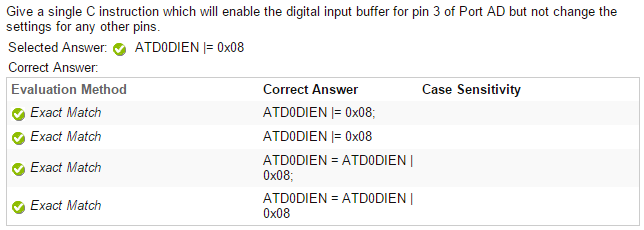 Give a single C instruction which will enable the digital input buffer for pin 3 of Port AD but not change the
settings for any other pins.
Selected Answer: ATD0DIEN |= 0x08
Correct Answer:
Evaluation Method Correct Answer Case Sensitivity
Exact Match ATD0DIEN |= 0x08;
Exact Match ATD0DIEN |= 0x08
Exact Match ATD0DIEN = ATD0DIEN |
0x08;
Exact Match ATD0DIEN = ATD0DIEN |
0x08